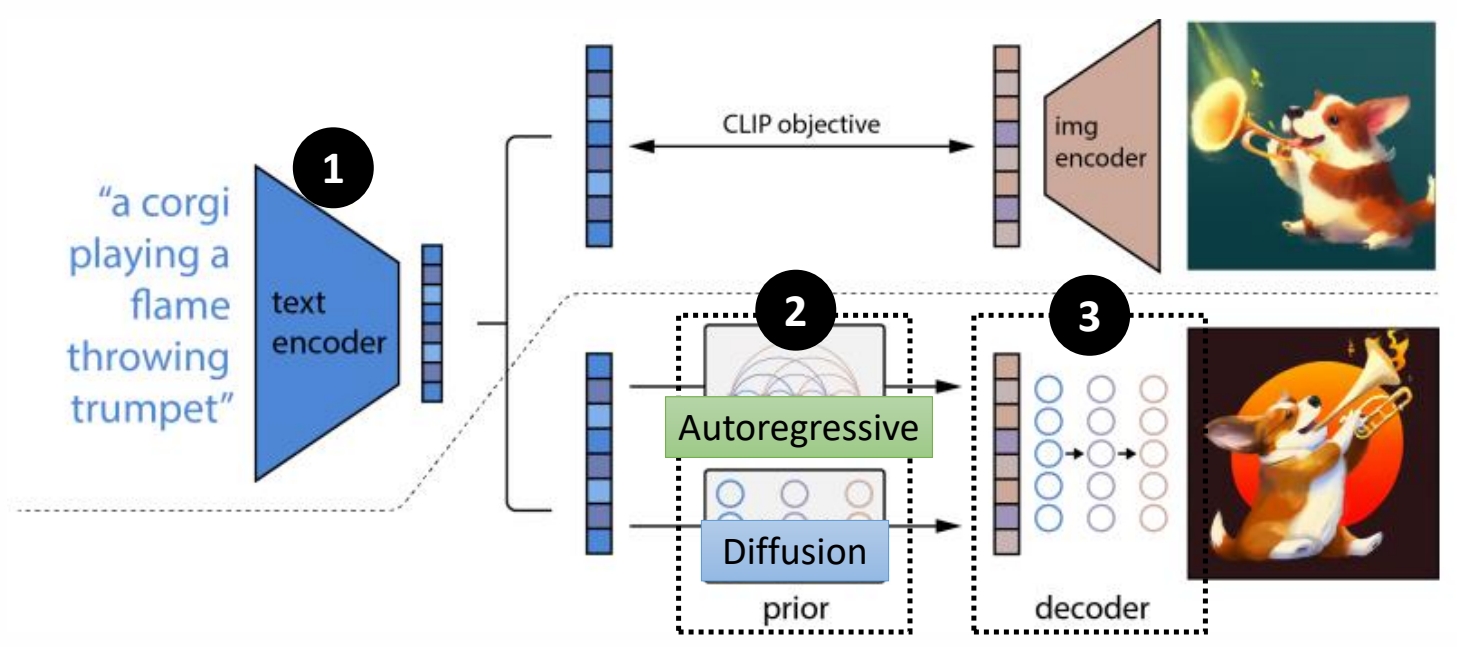 1
“a corgi
playing a
flame
throwing
trumpet”
text
encoder
CLIP objective
img
encoder
2
Autoregressive
Diffusion
prior
3
decoder